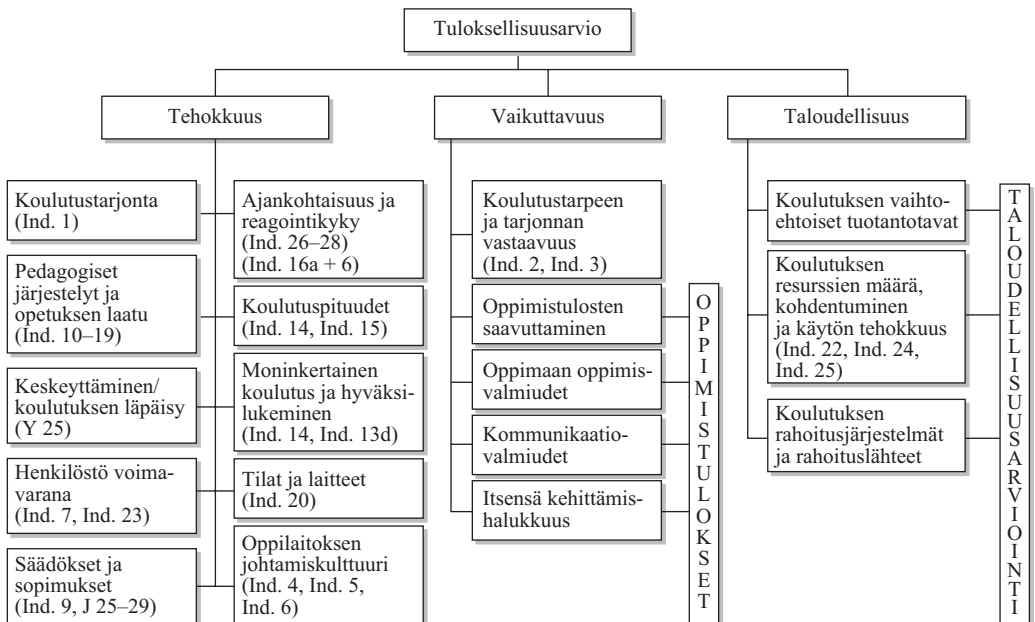 Tuloksellisuusarvio
Tehokkuus
Koulutustarjonta
(Ind. 1)
Pedagogiset
järjestelyt ja
opetuksen laatu
(Ind. 10–19)
Keskeyttäminen/
koulutuksen läpäisy
(Y 25)
Henkilöstö voima-
varana
(Ind. 7, Ind. 23)
Säädökset ja
sopimukset
(Ind. 9, J 25–29)
Ajankohtaisuus ja
reagointikyky
(Ind. 26–28)
(Ind. 16a + 6)
Koulutuspituudet
(Ind. 14, Ind. 15)
Moninkertainen
koulutus ja hyväksi-
lukeminen
(Ind. 14, Ind. 13d)
Tilat ja laitteet
(Ind. 20)
Oppilaitoksen
johtamiskulttuuri
(Ind. 4, Ind. 5,
Ind. 6)
Vaikuttavuus
Koulutustarpeen
ja tarjonnan
vastaavuus
(Ind. 2, Ind. 3)
Oppimistulosten
saavuttaminen
Oppimaan oppimis-
valmiudet
Kommunikaatio-
valmiudet
Itsensä kehittämis-
halukkuus
OPPIMISTULOKSET
Taloudellisuus
Koulutuksen vaihto-
ehtoiset tuotantotavat
Koulutuksen
resurssien määrä,
kohdentuminen
ja käytön tehokkuus
(Ind. 22, Ind. 24,
Ind. 25)
Koulutuksen
rahoitusjärjestelmät
ja rahoituslähteet
TALOUDELLISUUSARVIOINTI